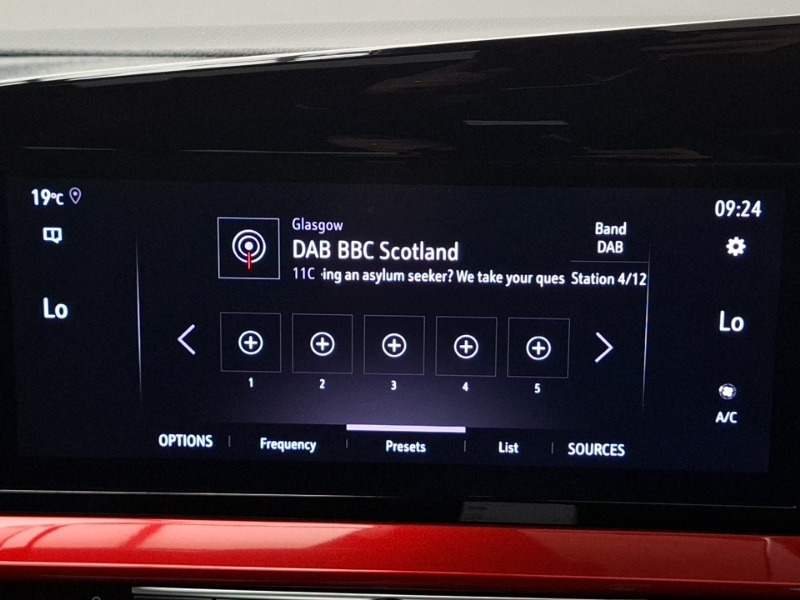 19°C
09:24
Glasgow
DAB BBC Scotland
11C ing an asylum seeker? We take your ques
Band
DAB
Station 4/12
Lo
Lo
1 2 3 4 5
A/C
OPTIONS Frequency Presets List SOURCES